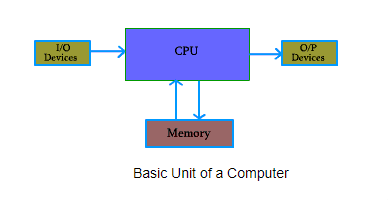 I/O
Devices
CPU
O/P
Devices
Memory
Basic Unit of a Computer